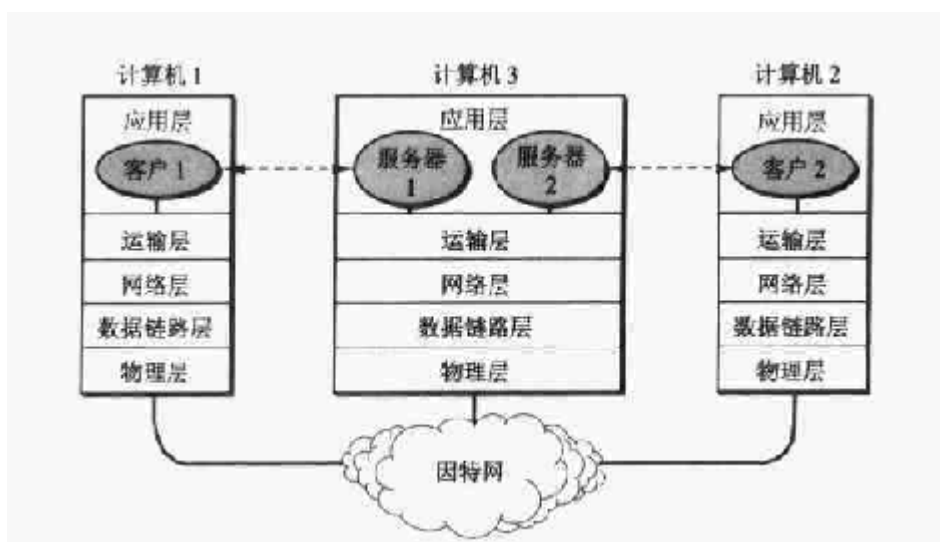 计算机 1
应用层
客户 1
运输层
网络层
数据链路层
物理层
计算机 3
应用层
服务器
1
服务器
2
运输层
网络层
数据链路层
物理层
计算机 2
应用层
客户 2
运输层
网络层
数据链路层
物理层
因特网